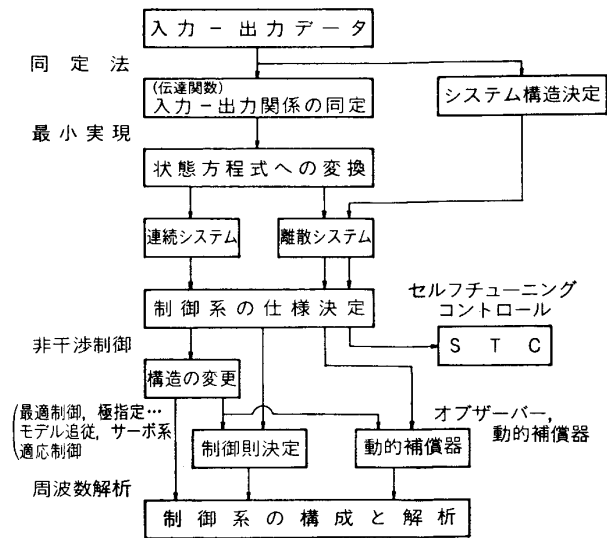 入力－出力データ
同定法
(伝達関数)
入力－出力関係の同定
システム構造決定
最小実現
状態方程式への変換
連続システム
離散システム
制御系の仕様決定
セルフチューニング
コントロール
STC
非干渉制御
構造の変更
(最適制御，極指定…
モデル追従，サーボ系
適応制御
オブザーバー，
動的補償器
制御則決定
動的補償器
周波数解析
制御系の構成と解析